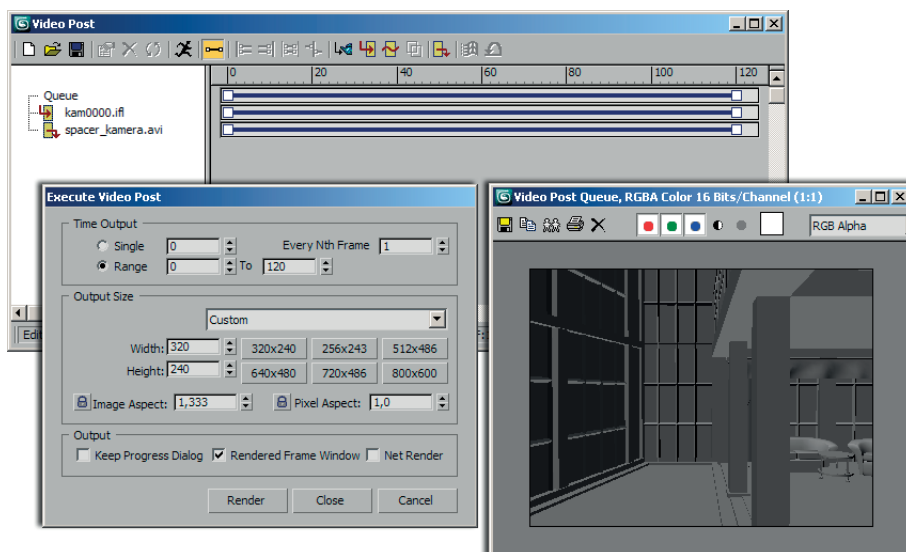 Video Post
0 20 40 60 80 100 120
Queue
kam0000.ifl
spacer_kamera.avi
Edit
Execute Video Post
Time Output
Single 0 Every Nth Frame 1
Range 0 To 120
Output Size
Custom
Width: 320 320x240 256x243 512x486
Height: 240 640x480 720x486 800x600
Image Aspect: 1,333 Pixel Aspect: 1,0
Output
Keep Progress Dialog Rendered Frame Window Net Render
Render Close Cancel
Video Post Queue, RGBA Color 16 Bits/Channel (1:1)
RGB Alpha